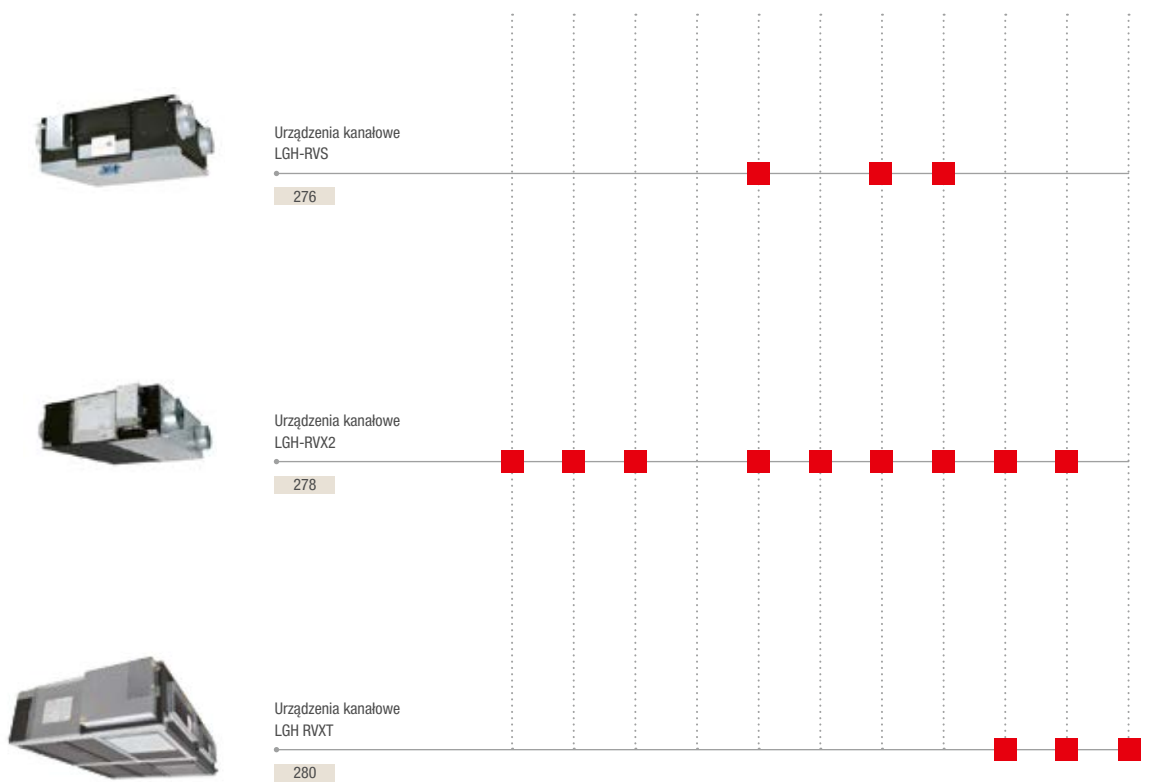 Urządzenia kanałowe
LGH-RVS
276
Urządzenia kanałowe
LGH-RVX2
278
Urządzenia kanałowe
LGH RVXT
280